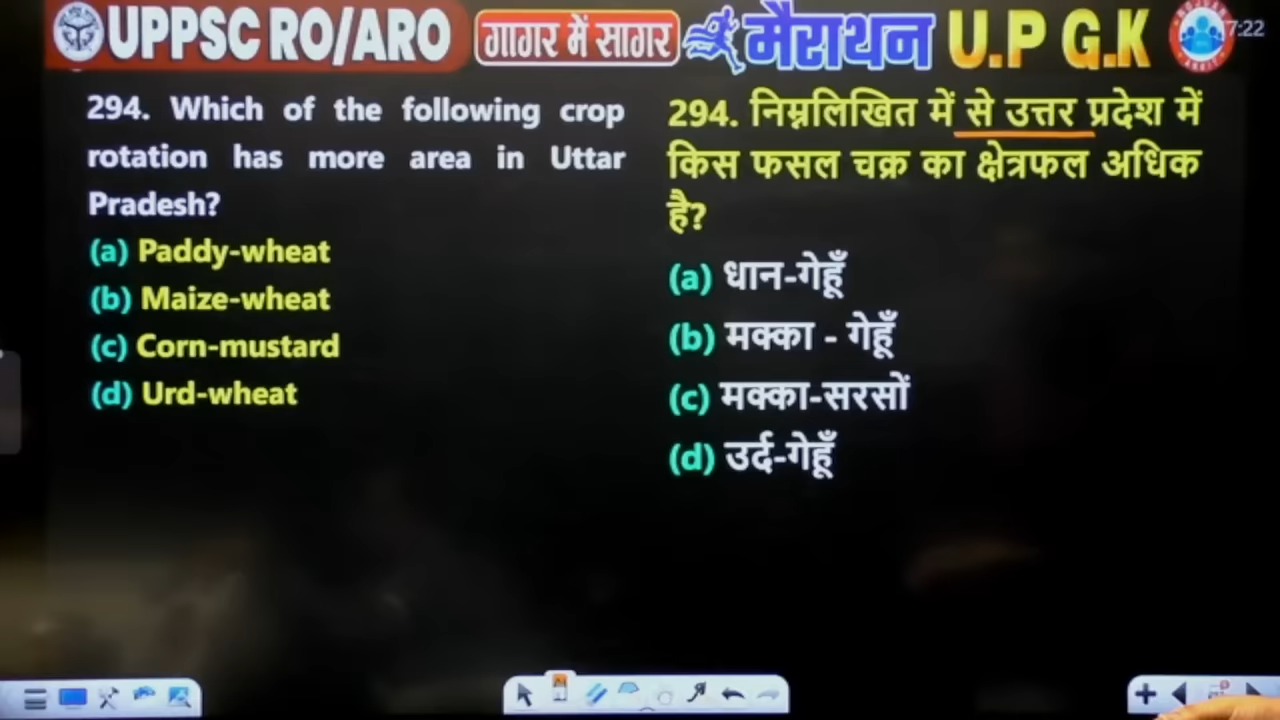 UPPSC RO/ARO गागर में सागर मैराथन U.P G.K 7:22
294. Which of the following crop
rotation has more area in Uttar
Pradesh?
(a) Paddy-wheat
(b) Maize-wheat
(c) Corn-mustard
(d) Urd-wheat
294. निम्नलिखित में से उत्तर प्रदेश में
किस फसल चक्र का क्षेत्रफल अधिक
है?
(a) धान-गेहूँ
(b) मक्का - गेहूँ
(c) मक्का-सरसों
(d) उर्द-गेहूँ